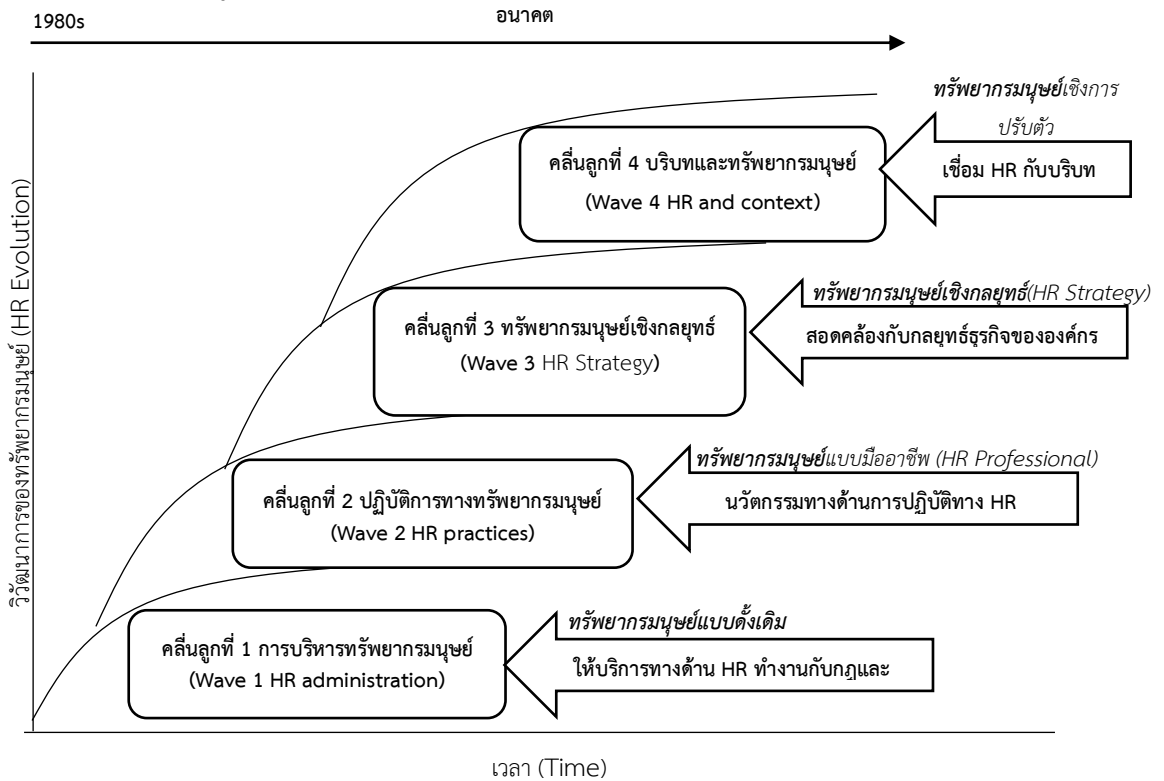 1980s
อนาคต
ทรัพยากรมนุษย์เชิงการ
ปรับตัว
เชื่อม HR กับบริบท
คลื่นลูกที่ 4 บริบทและทรัพยากรมนุษย์
(Wave 4 HR and context)
ทรัพยากรมนุษย์เชิงกลยุทธ์(HR Strategy)
สอดคล้องกับกลยุทธ์ธุรกิจขององค์กร
คลื่นลูกที่ 3 ทรัพยากรมนุษย์เชิงกลยุทธ์
(Wave 3 HR Strategy)
ทรัพยากรมนุษย์แบบมืออาชีพ (HR Professional)
นวัตกรรมทางด้านการปฏิบัติทาง HR
คลื่นลูกที่ 2 ปฏิบัติการทางทรัพยากรมนุษย์
(Wave 2 HR practices)
ทรัพยากรมนุษย์แบบดั้งเดิม
ให้บริการทางด้าน HR ทำงานกับกฎและ
คลื่นลูกที่ 1 การบริหารทรัพยากรมนุษย์
(Wave 1 HR administration)
วิวัฒนาการของทรัพยากรมนุษย์ (HR Evolution)
เวลา (Time)